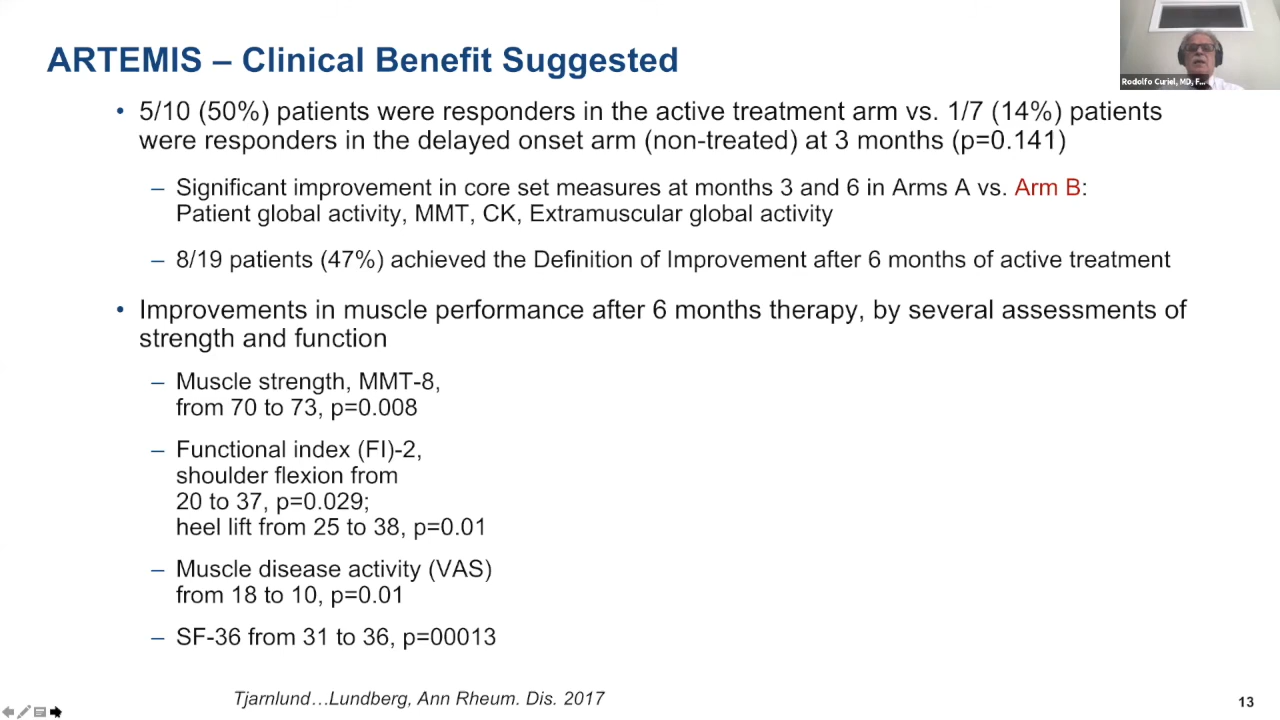 ARTEMIS – Clinical Benefit Suggested
Rodolfo Curiel, MD, F...
• 5/10 (50%) patients were responders in the active treatment arm vs. 1/7 (14%) patients
were responders in the delayed onset arm (non-treated) at 3 months (p=0.141)
– Significant improvement in core set measures at months 3 and 6 in Arms A vs. Arm B:
Patient global activity, MMT, CK, Extramuscular global activity
– 8/19 patients (47%) achieved the Definition of Improvement after 6 months of active treatment
• Improvements in muscle performance after 6 months therapy, by several assessments of
strength and function
– Muscle strength, MMT-8,
from 70 to 73, p=0.008
– Functional index (FI)-2,
shoulder flexion from
20 to 37, p=0.029;
heel lift from 25 to 38, p=0.01
– Muscle disease activity (VAS)
from 18 to 10, p=0.01
– SF-36 from 31 to 36, p=00013
Tjarnlund…Lundberg, Ann Rheum. Dis. 2017
13